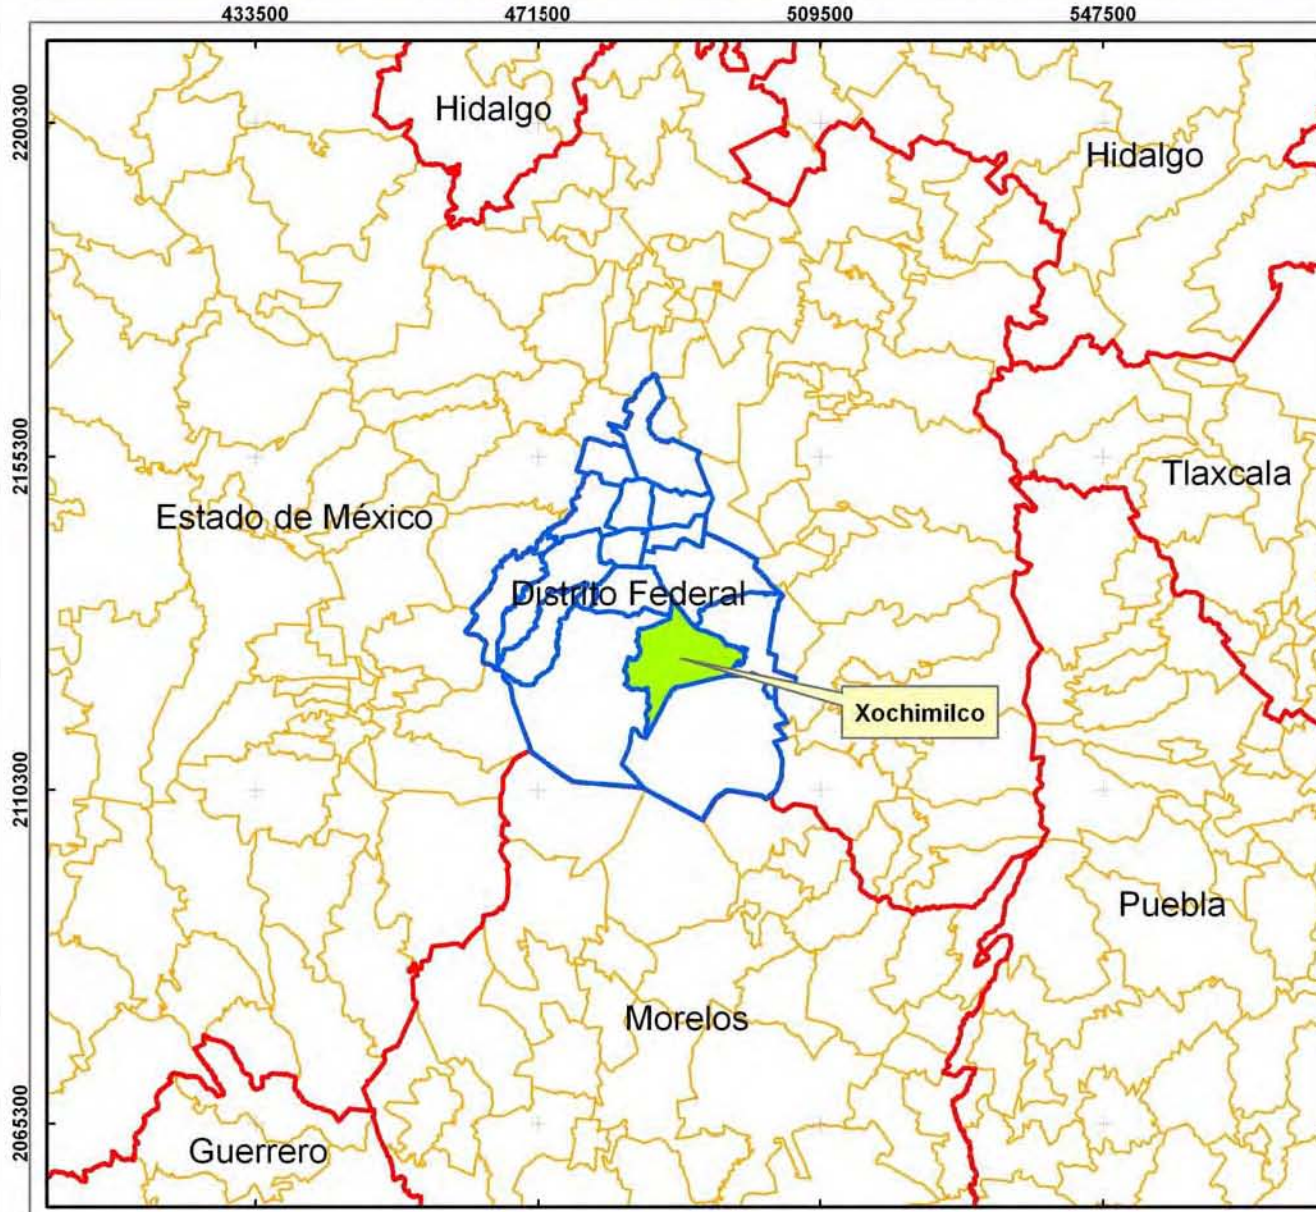 433500 471500 509500 547500
2200300
Hidalgo
Hidalgo
2155300
Tlaxcala
Estado de México
Distrito Federal
Xochimilco
2110300
Puebla
Morelos
2065300
Guerrero